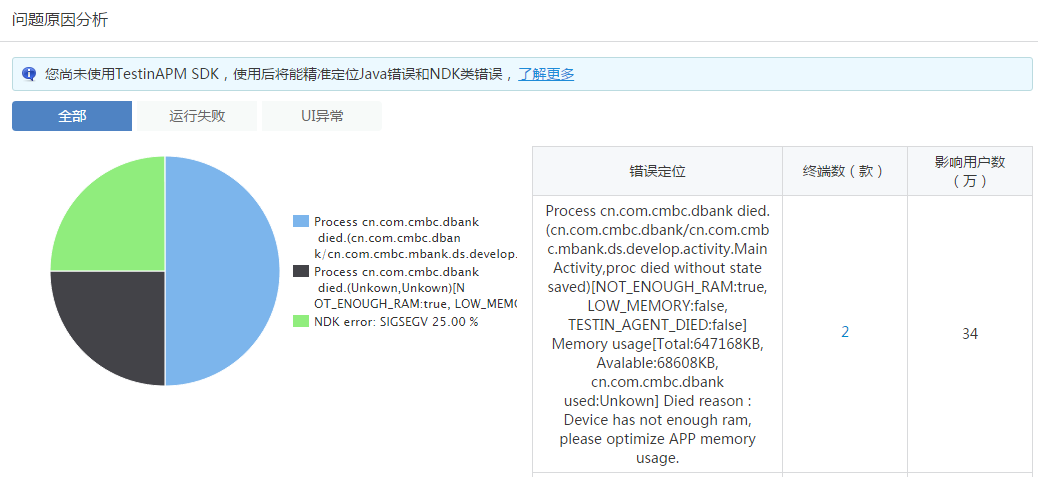 问题原因分析
您尚未使用TestinAPM SDK，使用后将能精准定位Java错误和NDK类错误，了解更多
全部 运行失败 UI异常
Process cn.com.cmbc.dbank
died.(cn.com.cmbc.dban
k/cn.com.cmbc.mbank.ds.develop.
Process cn.com.cmbc.dbank
died.(Unkown,Unkown)[N
OT_ENOUGH_RAM:true, LOW_MEMO
NDK error: SIGSEGV 25.00 %
错误定位
终端数（款）
影响用户数
（万）
Process cn.com.cmbc.dbank died.
(cn.com.cmbc.dbank/cn.com.cmb
c.mbank.ds.develop.activity.Main
Activity,proc died without state
saved)[NOT_ENOUGH_RAM:true,
LOW_MEMORY:false,
TESTIN_AGENT_DIED:false]
Memory usage[Total:647168KB,
Avalable:68608KB,
cn.com.cmbc.dbank
used:Unkown] Died reason :
Device has not enough ram,
please optimize APP memory
usage.
2
34